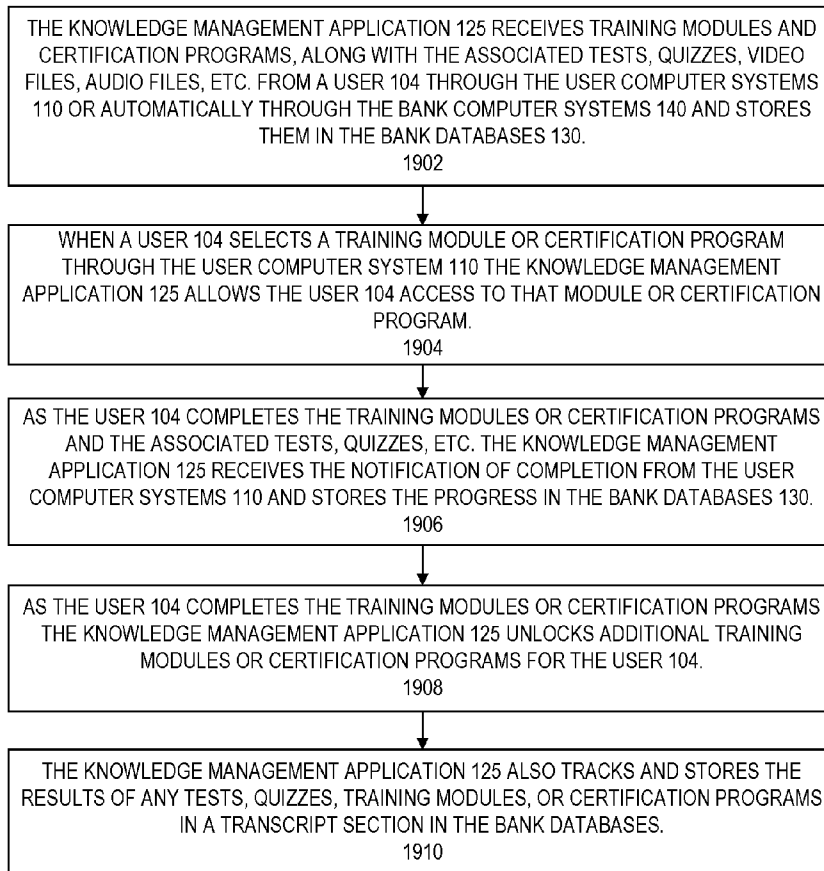 THE KNOWLEDGE MANAGEMENT APPLICATION 125 RECEIVES TRAINING MODULES AND
CERTIFICATION PROGRAMS, ALONG WITH THE ASSOCIATED TESTS, QUIZZES, VIDEO
FILES, AUDIO FILES, ETC. FROM A USER 104 THROUGH THE USER COMPUTER SYSTEMS
110 OR AUTOMATICALLY THROUGH THE BANK COMPUTER SYSTEMS 140 AND STORES
THEM IN THE BANK DATABASES 130.
1902
WHEN A USER 104 SELECTS A TRAINING MODULE OR CERTIFICATION PROGRAM
THROUGH THE USER COMPUTER SYSTEM 110 THE KNOWLEDGE MANAGEMENT
APPLICATION 125 ALLOWS THE USER 104 ACCESS TO THAT MODULE OR CERTIFICATION
PROGRAM.
1904
AS THE USER 104 COMPLETES THE TRAINING MODULES OR CERTIFICATION PROGRAMS
AND THE ASSOCIATED TESTS, QUIZZES, ETC. THE KNOWLEDGE MANAGEMENT
APPLICATION 125 RECEIVES THE NOTIFICATION OF COMPLETION FROM THE USER
COMPUTER SYSTEMS 110 AND STORES THE PROGRESS IN THE BANK DATABASES 130.
1906
AS THE USER 104 COMPLETES THE TRAINING MODULES OR CERTIFICATION PROGRAMS
THE KNOWLEDGE MANAGEMENT APPLICATION 125 UNLOCKS ADDITIONAL TRAINING
MODULES OR CERTIFICATION PROGRAMS FOR THE USER 104.
1908
THE KNOWLEDGE MANAGEMENT APPLICATION 125 ALSO TRACKS AND STORES THE
RESULTS OF ANY TESTS, QUIZZES, TRAINING MODULES, OR CERTIFICATION PROGRAMS
IN A TRANSCRIPT SECTION IN THE BANK DATABASES.
1910